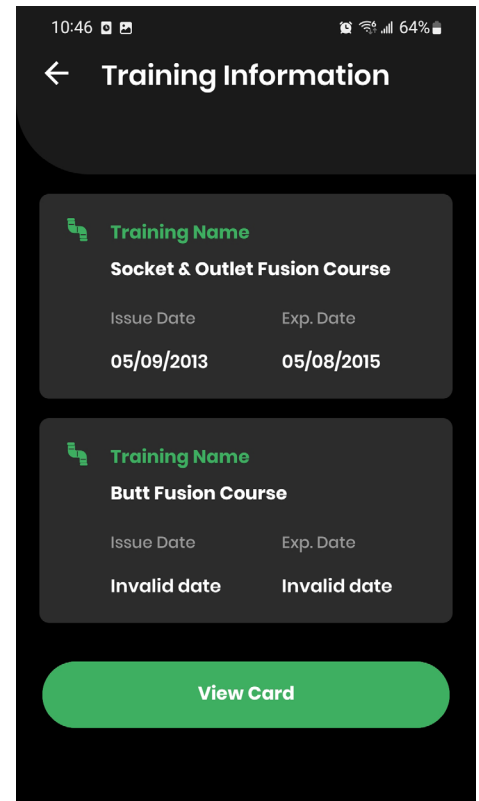 10:46 64%
Training Information
Training Name
Socket & Outlet Fusion Course
Issue Date Exp. Date
05/09/2013 05/08/2015
Training Name
Butt Fusion Course
Issue Date Exp. Date
Invalid date Invalid date
View Card